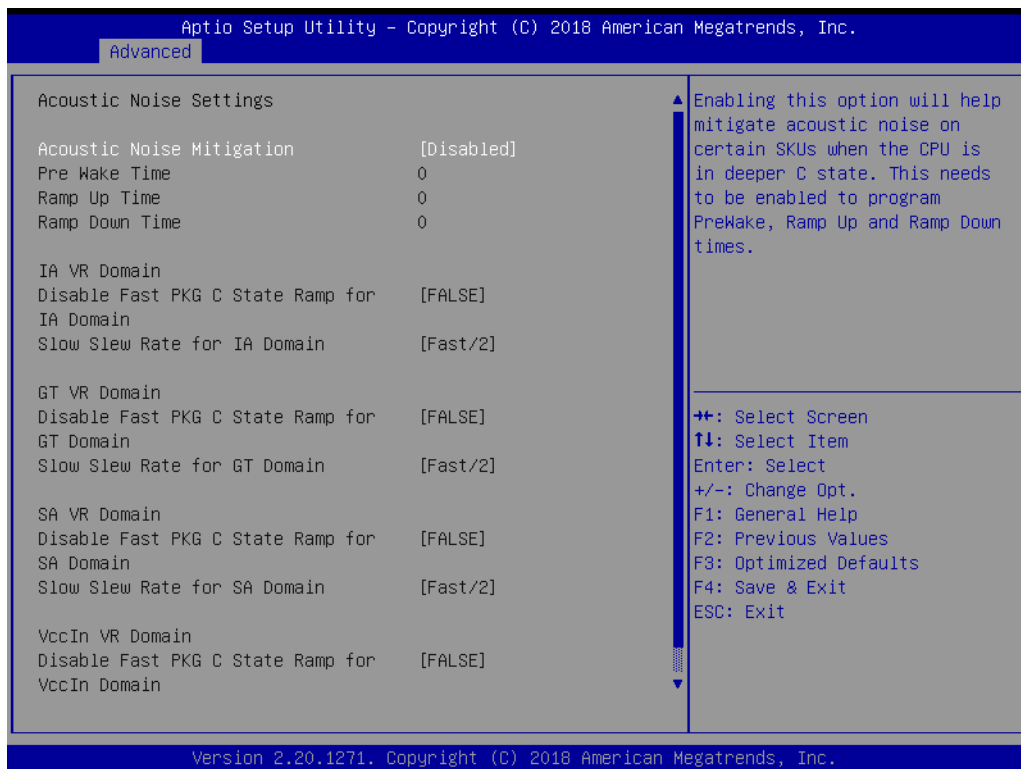 Aptio Setup Utility – Copyright (C) 2018 American Megatrends, Inc.
Advanced
Acoustic Noise Settings
Acoustic Noise Mitigation [Disabled]
Pre Wake Time 0
Ramp Up Time 0
Ramp Down Time 0
IA VR Domain
Disable Fast PKG C State Ramp for [FALSE]
IA Domain
Slow Slew Rate for IA Domain [Fast/2]
GT VR Domain
Disable Fast PKG C State Ramp for [FALSE]
GT Domain
Slow Slew Rate for GT Domain [Fast/2]
SA VR Domain
Disable Fast PKG C State Ramp for [FALSE]
SA Domain
Slow Slew Rate for SA Domain [Fast/2]
VccIn VR Domain
Disable Fast PKG C State Ramp for [FALSE]
VccIn Domain
Enabling this option will help
mitigate acoustic noise on
certain SKUs when the CPU is
in deeper C state. This needs
to be enabled to program
PreWake, Ramp Up and Ramp Down
times.
→←: Select Screen
↑↓: Select Item
Enter: Select
+/-: Change Opt.
F1: General Help
F2: Previous Values
F3: Optimized Defaults
F4: Save & Exit
ESC: Exit
Version 2.20.1271. Copyright (C) 2018 American Megatrends, Inc.